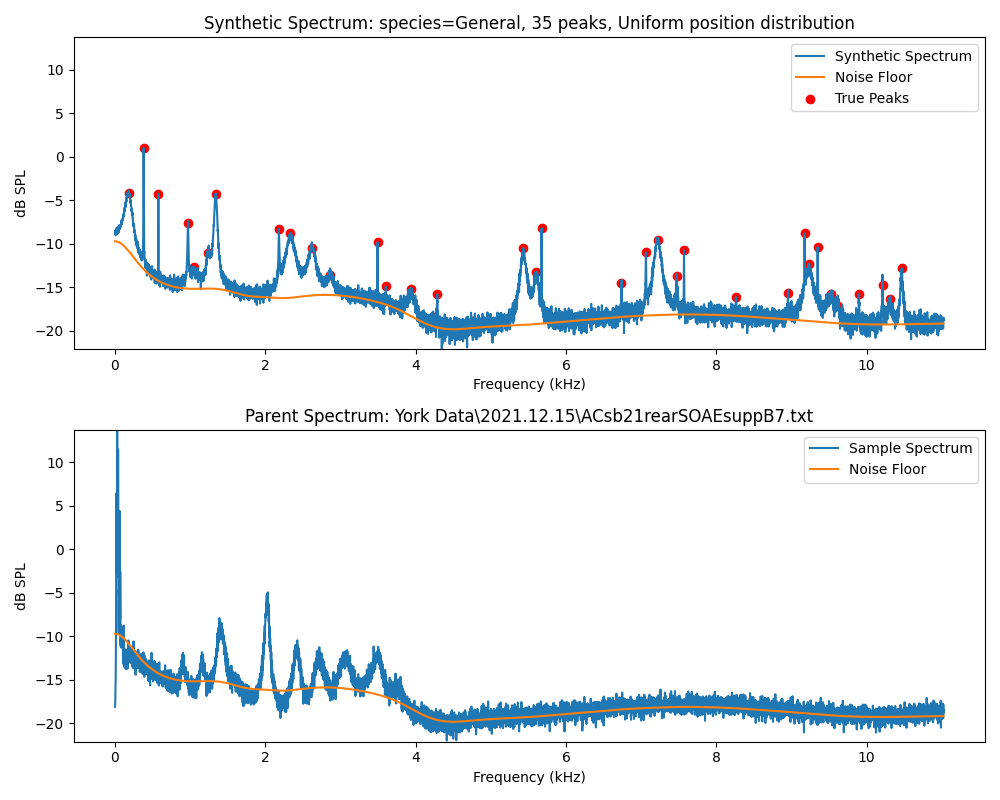 Synthetic Spectrum: species=General, 35 peaks, Uniform position distribution
10
5
0
−5
−10
−15
−20
dB SPL
Synthetic Spectrum
Noise Floor
True Peaks
0 2 4 6 8 10
Frequency (kHz)
Parent Spectrum: York Data\2021.12.15\ACsb21rearSOAEsuppB7.txt
10
5
0
−5
−10
−15
−20
dB SPL
Sample Spectrum
Noise Floor
0 2 4 6 8 10
Frequency (kHz)